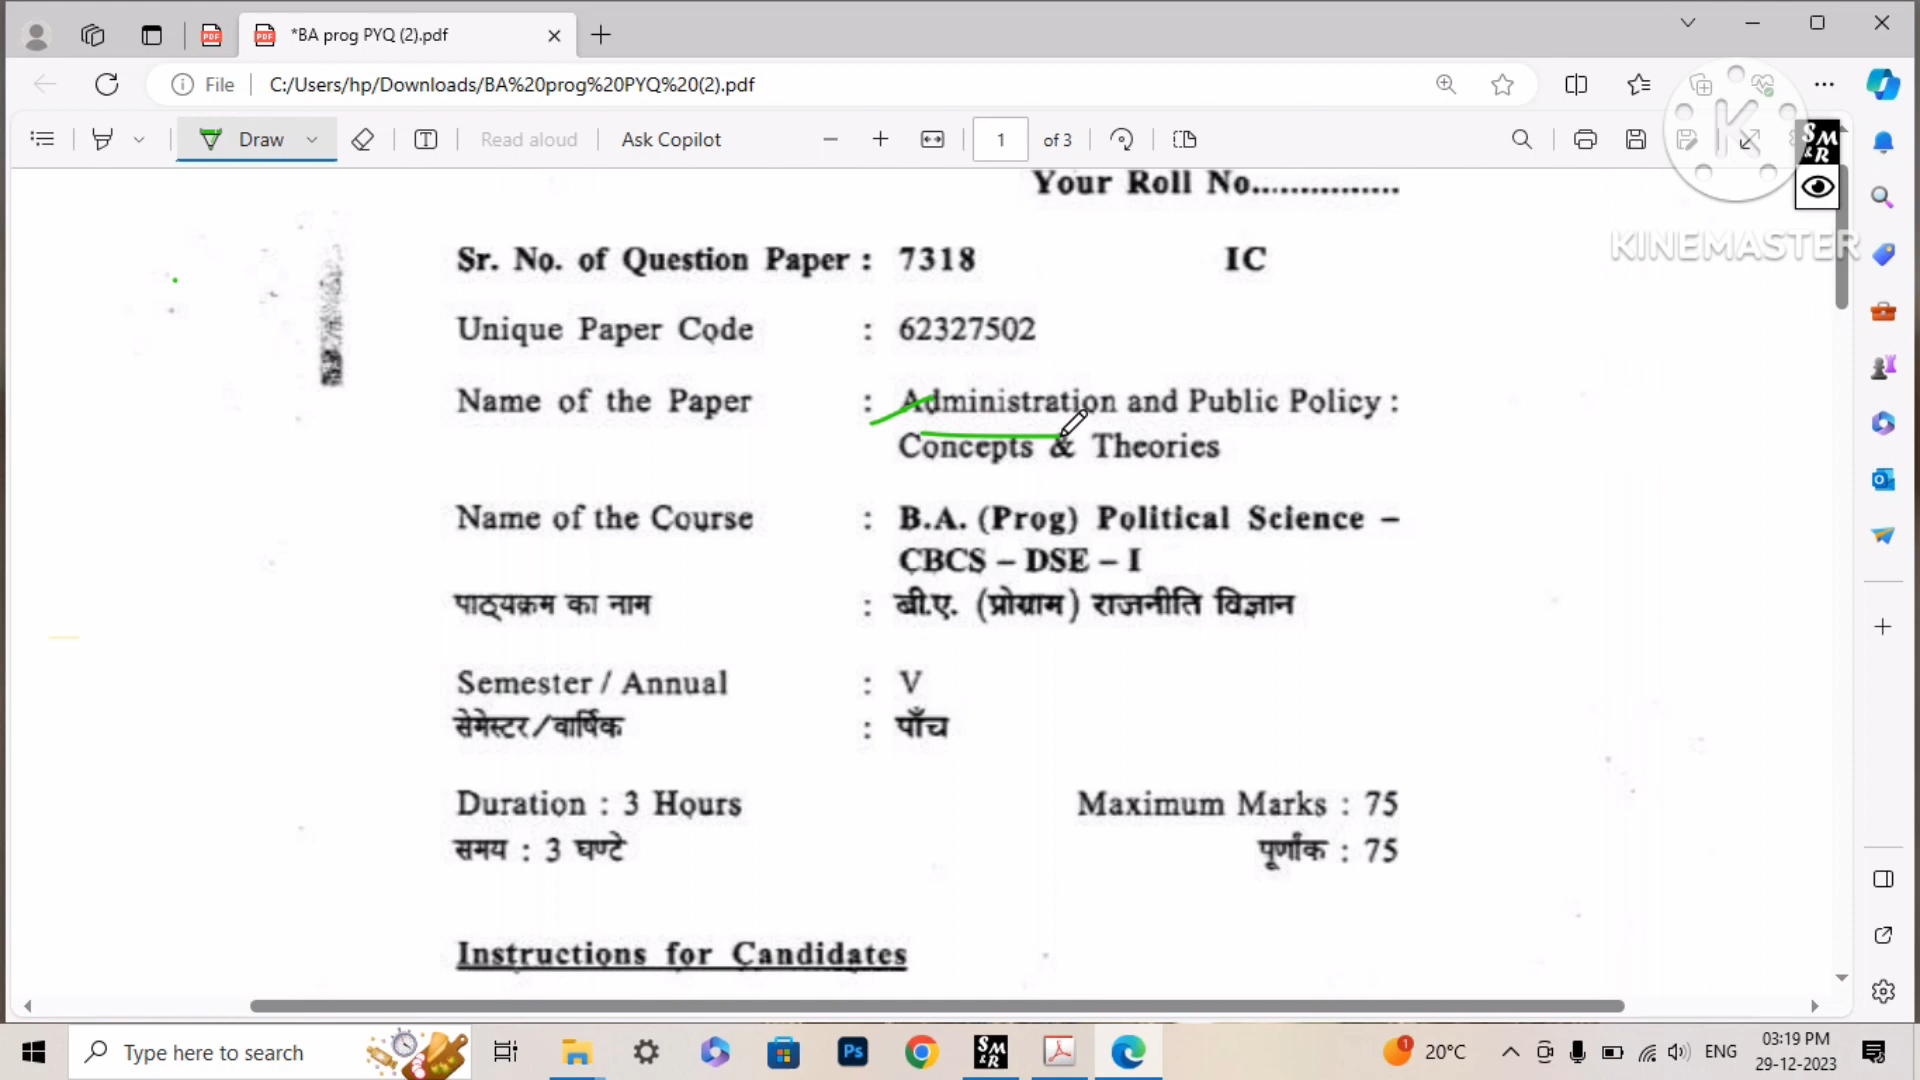 *BA prog PYQ (2).pdf
File
C:/Users/hp/Downloads/BA%20prog%20PYQ%20(2).pdf
Draw
Read aloud
Ask Copilot
1 of 3
SM&R
KINEMASTER
Your Roll No...............
Sr. No. of Question Paper : 7318 IC
Unique Paper Code : 62327502
Name of the Paper : Administration and Public Policy :
Concepts & Theories
Name of the Course : B.A. (Prog) Political Science –
CBCS – DSE – I
पाठ्यक्रम का नाम : बी.ए. (प्रोग्राम) राजनीति विज्ञान
Semester / Annual : V
सेमेस्टर/वार्षिक : पाँच
Duration : 3 Hours Maximum Marks : 75
समय : 3 घण्टे पूर्णांक : 75
Instructions for Candidates
Type here to search
Ps
SM&R
1
20°C
ENG
03:19 PM
29-12-2023